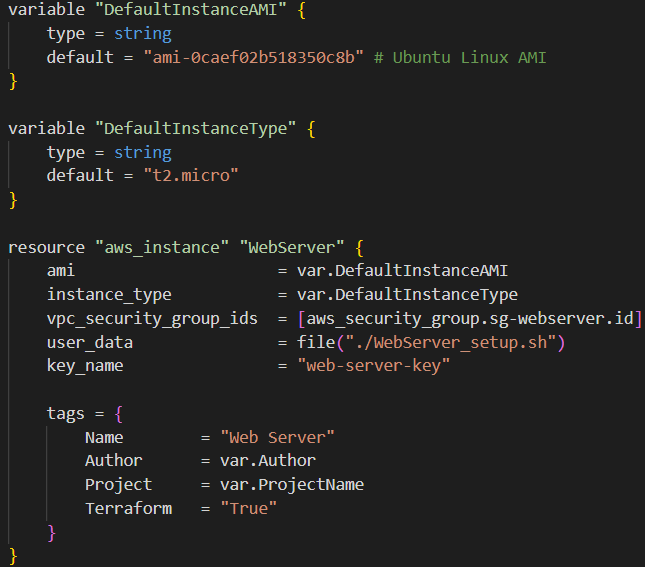 variable "DefaultInstanceAMI" {
    type = string
    default = "ami-0caef02b518350c8b" # Ubuntu Linux AMI
}

variable "DefaultInstanceType" {
    type = string
    default = "t2.micro"
}

resource "aws_instance" "WebServer" {
    ami                     = var.DefaultInstanceAMI
    instance_type           = var.DefaultInstanceType
    vpc_security_group_ids  = [aws_security_group.sg-webserver.id]
    user_data               = file("./WebServer_setup.sh")
    key_name                = "web-server-key"

    tags = {
        Name        = "Web Server"
        Author      = var.Author
        Project     = var.ProjectName
        Terraform   = "True"
    }
}